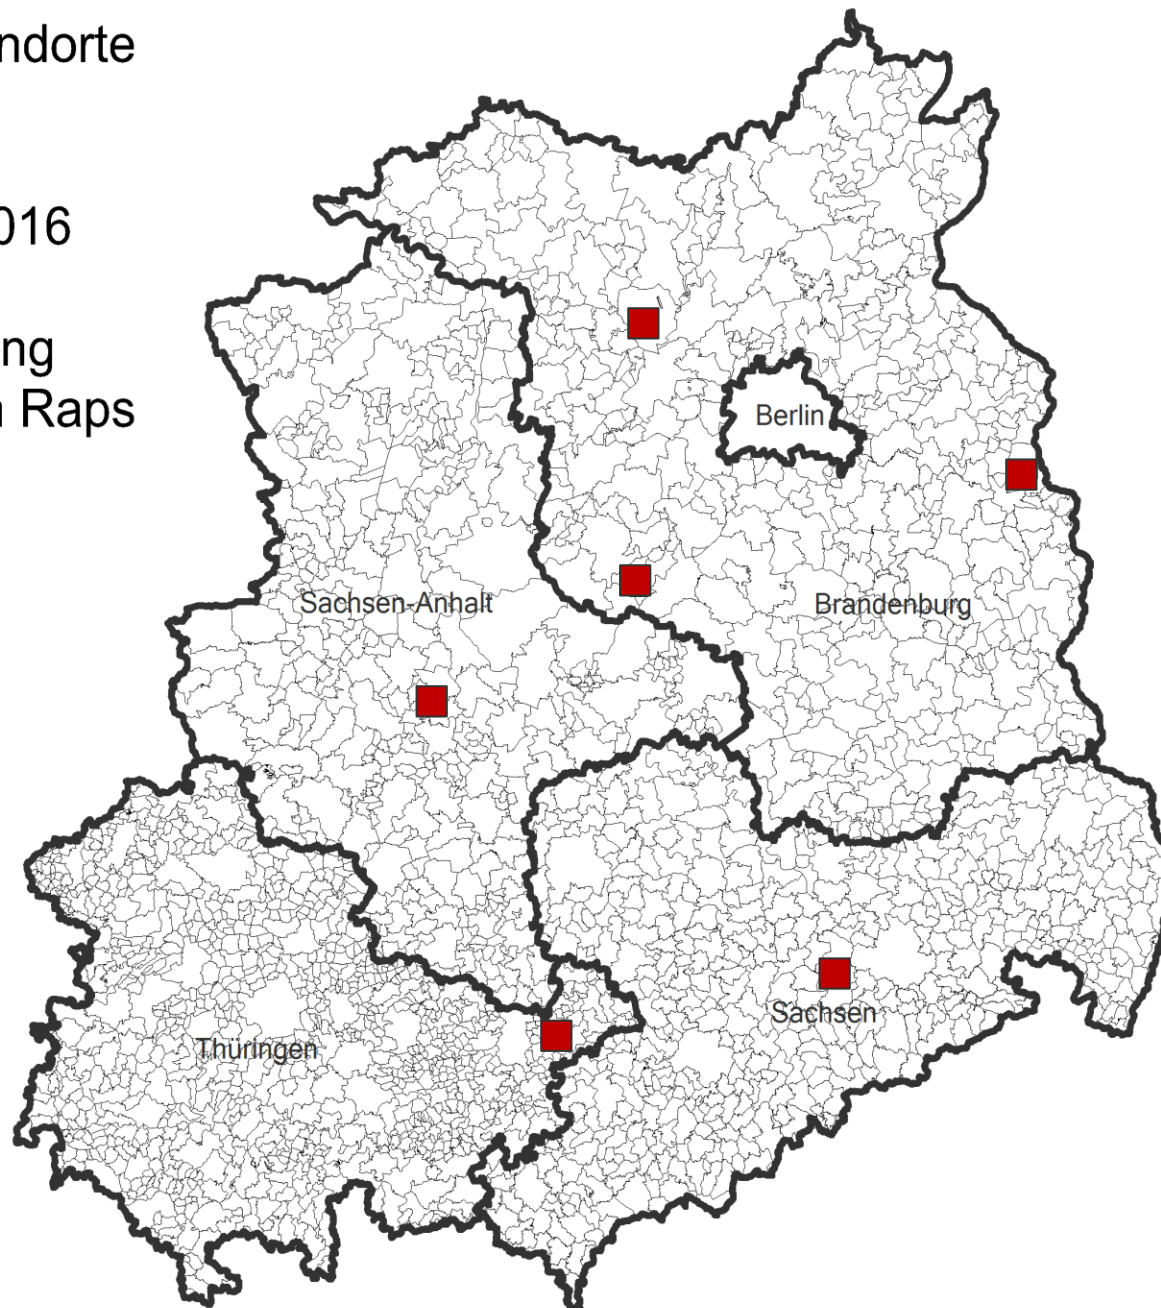 ndorte
016
ng
n Raps
Berlin
Sachsen-Anhalt
Brandenburg
Sachsen
Thüringen